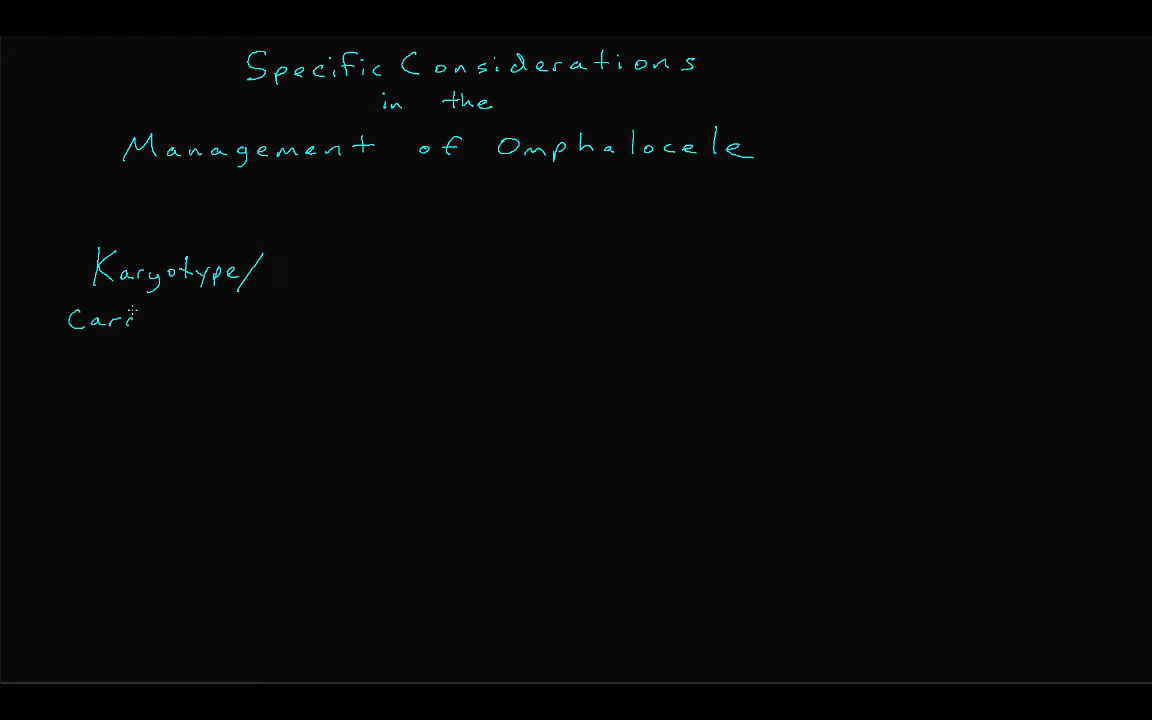 Specific Considerations
in the
Management of Omphalocele
Karyotype/